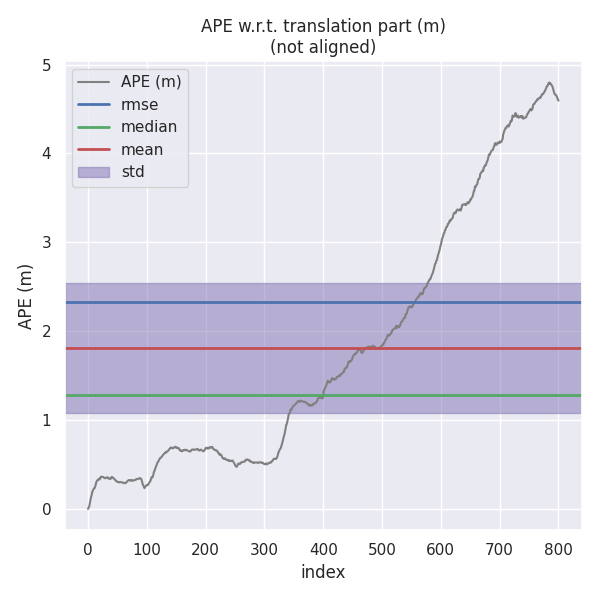 APE w.r.t. translation part (m)
(not aligned)
APE (m)
rmse
median
mean
std
APE (m)
5
4
3
2
1
0
0 100 200 300 400 500 600 700 800
index